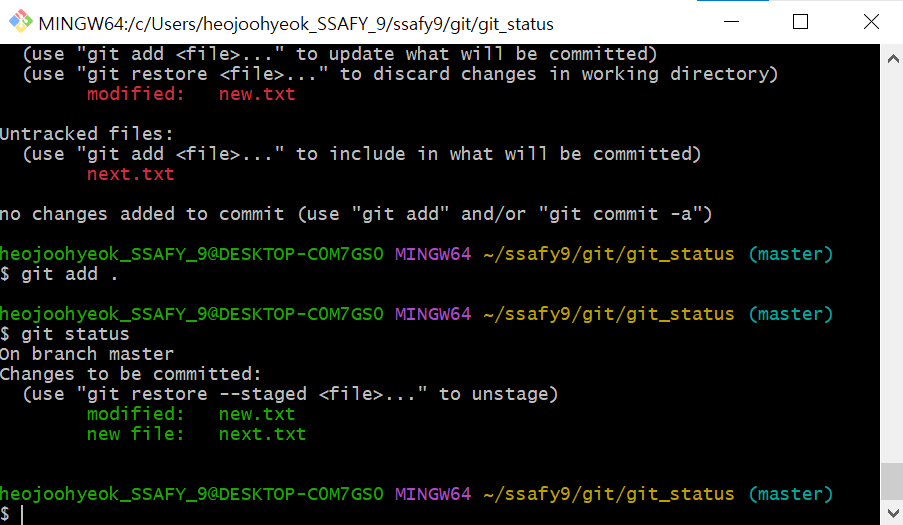 MINGW64:/c/Users/heojoohyeok_SSAFY_9/ssafy9/git/git_status
(use "git add <file>..." to update what will be committed)
(use "git restore <file>..." to discard changes in working directory)
modified:   new.txt
Untracked files:
(use "git add <file>..." to include in what will be committed)
next.txt
no changes added to commit (use "git add" and/or "git commit -a")
heojoohyeok_SSAFY_9@DESKTOP-C0M7GS0 MINGW64 ~/ssafy9/git/git_status (master)
$ git add .
heojoohyeok_SSAFY_9@DESKTOP-C0M7GS0 MINGW64 ~/ssafy9/git/git_status (master)
$ git status
On branch master
Changes to be committed:
(use "git restore --staged <file>..." to unstage)
modified:   new.txt
new file:   next.txt
heojoohyeok_SSAFY_9@DESKTOP-C0M7GS0 MINGW64 ~/ssafy9/git/git_status (master)
$